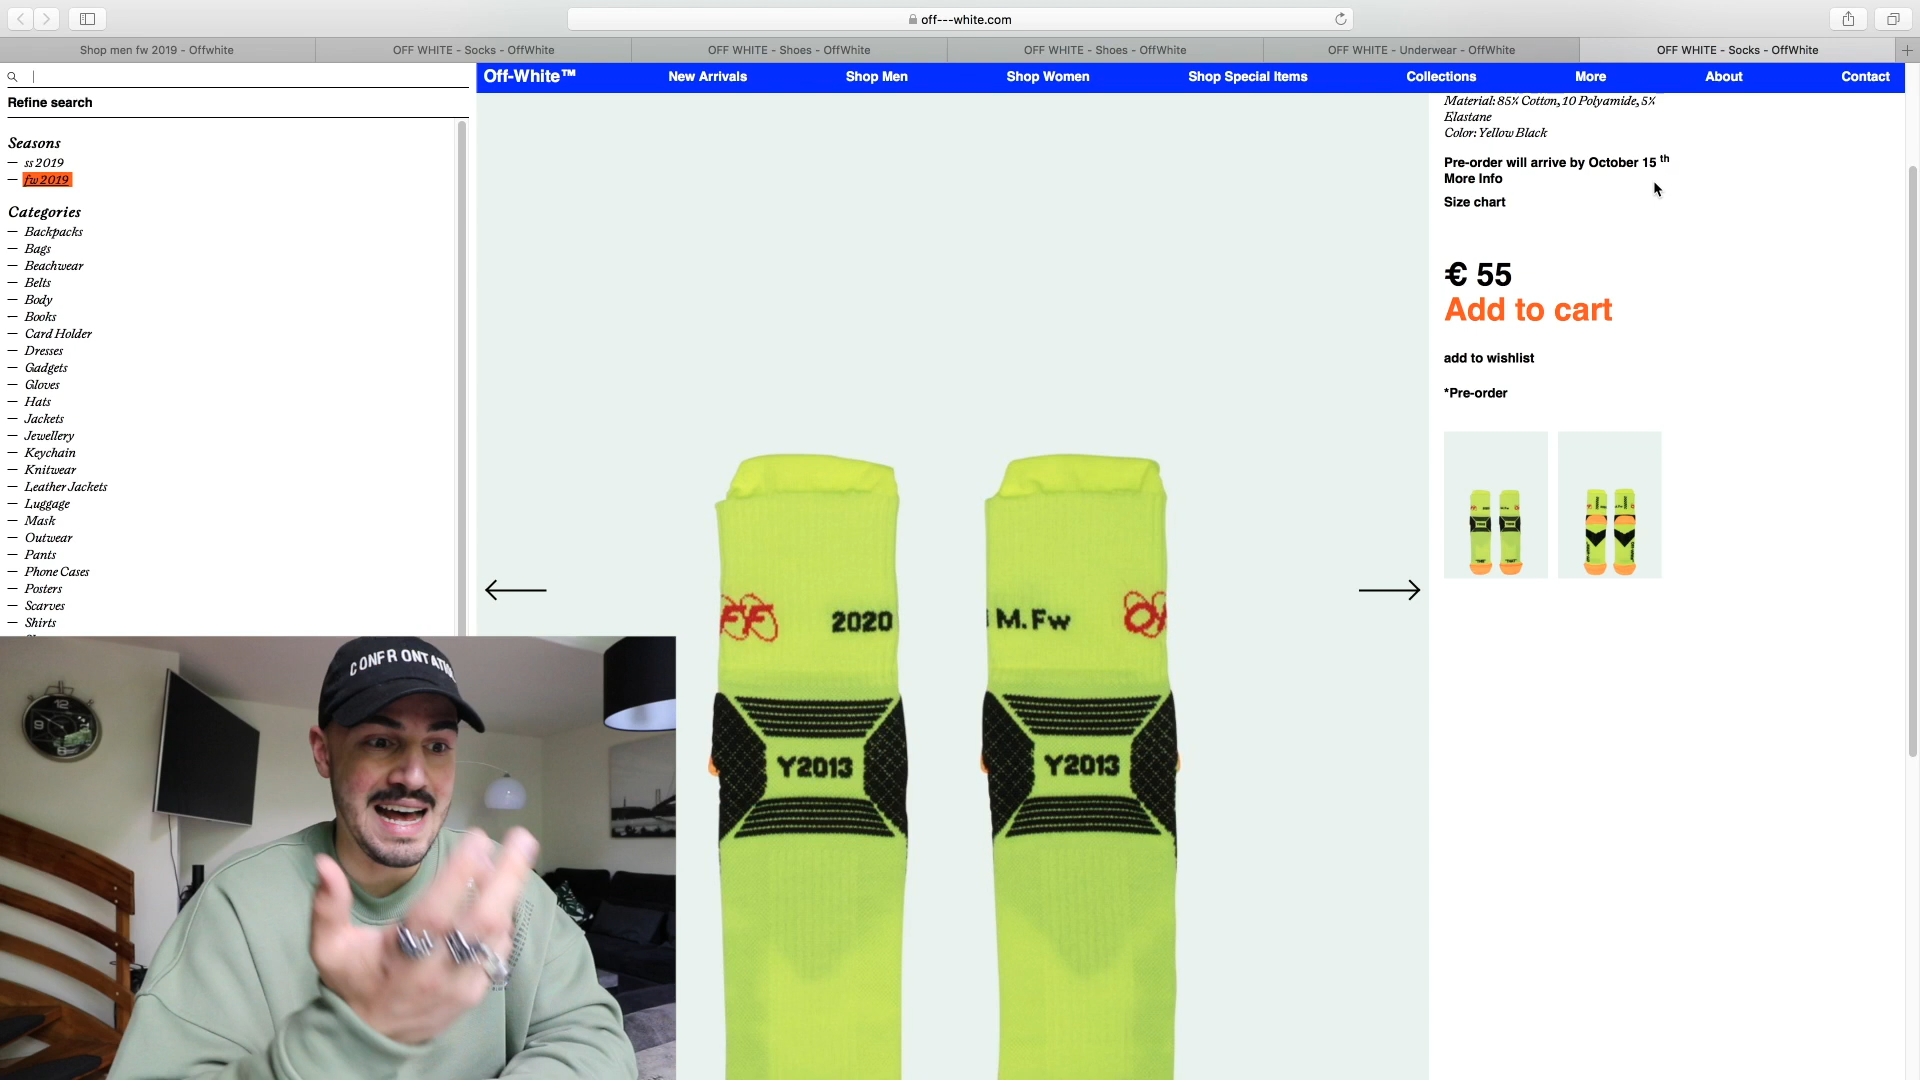 off---white.com
Shop men fw 2019 - Offwhite
OFF WHITE - Socks - OffWhite
OFF WHITE - Shoes - OffWhite
OFF WHITE - Shoes - OffWhite
OFF WHITE - Underwear - OffWhite
OFF WHITE - Socks - OffWhite
Off-White™ New Arrivals Shop Men Shop Women Shop Special Items Collections More About Contact
Refine search
Seasons
— ss 2019
— fw 2019
Categories
— Backpacks
— Bags
— Beachwear
— Belts
— Body
— Books
— Card Holder
— Dresses
— Gadgets
— Gloves
— Hats
— Jackets
— Jewellery
— Keychain
— Knitwear
— Leather Jackets
— Luggage
— Mask
— Outwear
— Pants
— Phone Cases
— Posters
— Scarves
— Shirts
Material: 85% Cotton, 10 Polyamide, 5%
Elastane
Color: Yellow Black
Pre-order will arrive by October 15 th
More Info
Size chart
€ 55
Add to cart
add to wishlist
*Pre-order
FF 2020
M.Fw
Y2013
Y2013
CONFRONTAT
12
9